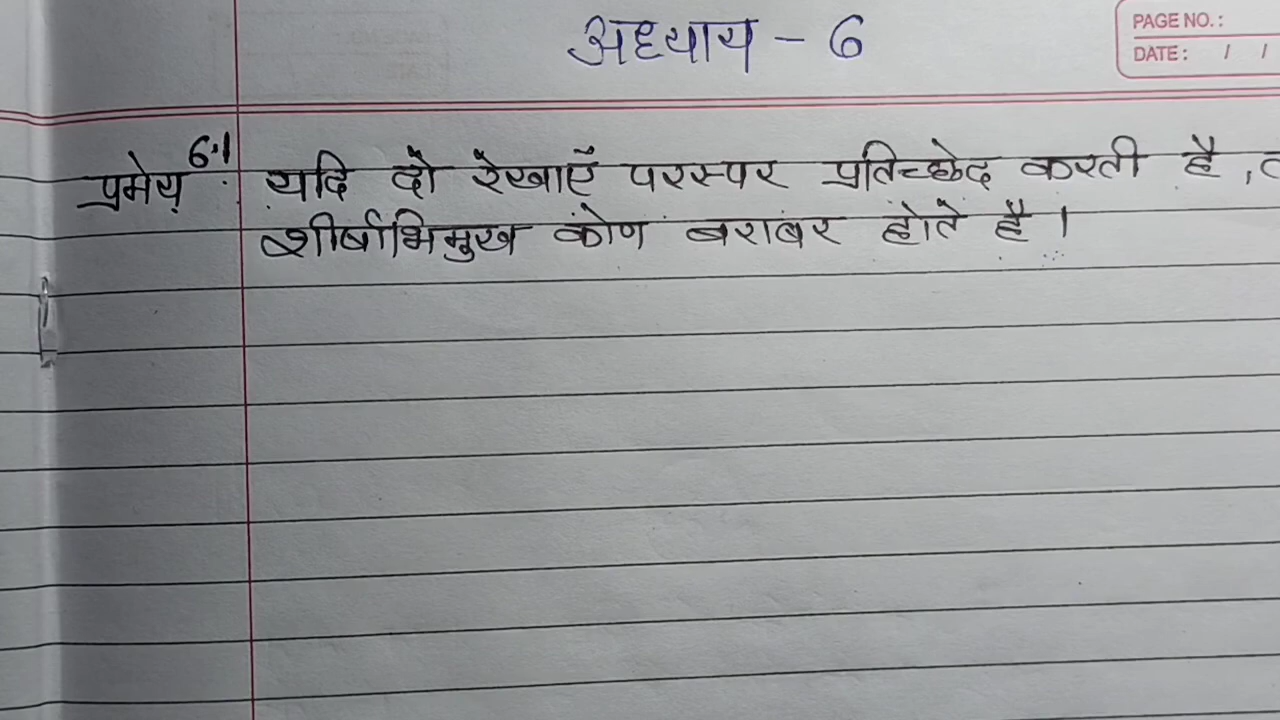 अध्याय - 6
PAGE NO.:
DATE: / /
प्रमेय 6.1 यदि दो रेखाएँ परस्पर प्रतिच्छेद करती है,
शीर्षाभिमुख कोण बराबर होते है।